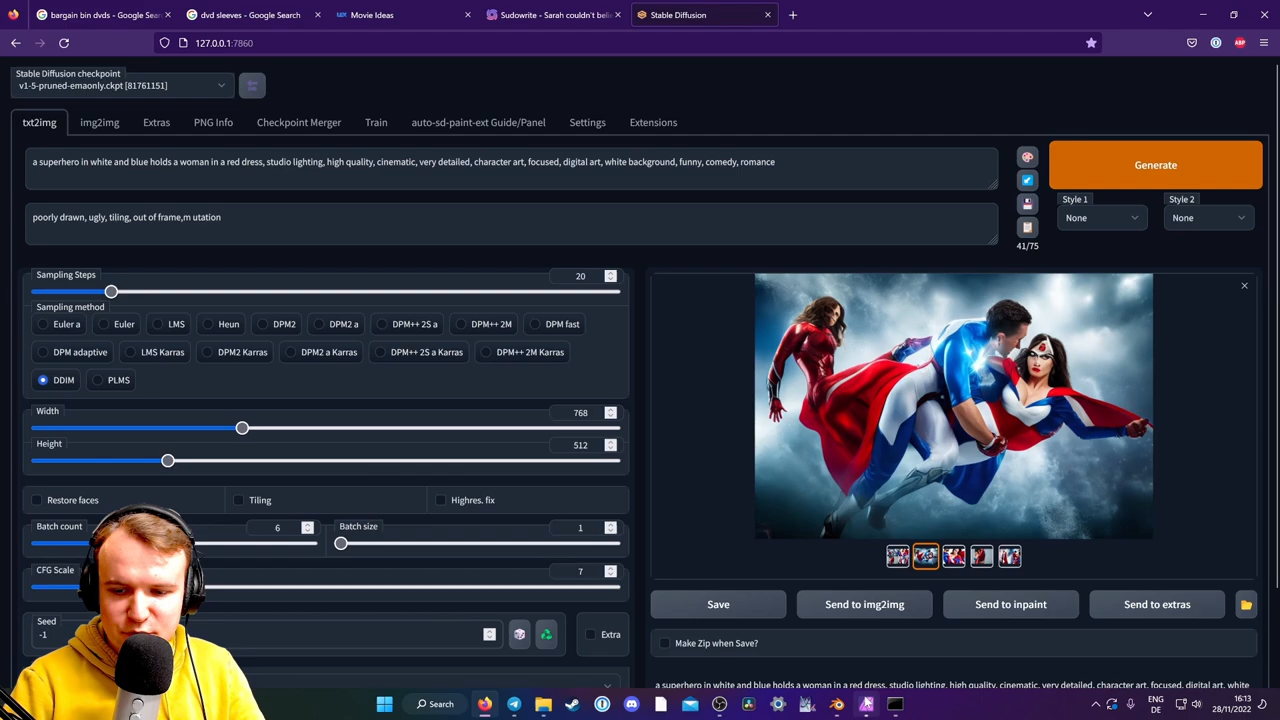 bargain bin dvds - Google Sear
dvd sleeves - Google Search
Movie Ideas
Sudowrite - Sarah couldn't beli
Stable Diffusion
127.0.0.1:7860
ABP
Stable Diffusion checkpoint
v1-5-pruned-emaonly.ckpt [81761151]
txt2img
img2img
Extras
PNG Info
Checkpoint Merger
Train
auto-sd-paint-ext Guide/Panel
Settings
Extensions
a superhero in white and blue holds a woman in a red dress, studio lighting, high quality, cinematic, very detailed, character art, focused, digital art, white background, funny, comedy, romance
Generate
poorly drawn, ugly, tiling, out of frame,m utation
Style 1
Style 2
None
None
41/75
Sampling Steps
20
Sampling method
Euler a
Euler
LMS
Heun
DPM2
DPM2 a
DPM++ 2S a
DPM++ 2M
DPM fast
DPM adaptive
LMS Karras
DPM2 Karras
DPM2 a Karras
DPM++ 2S a Karras
DPM++ 2M Karras
DDIM
PLMS
Width
768
Height
512
Restore faces
Tiling
Highres. fix
Batch count
6
Batch size
1
CFG Scale
7
Seed
-1
Extra
Save
Send to img2img
Send to inpaint
Send to extras
Make Zip when Save?
a superhero in white and blue holds a woman in a red dress, studio lighting, high quality, cinematic, very detailed, character art, focused, digital art, white
Search
ENG
DE
16:13
28/11/2022